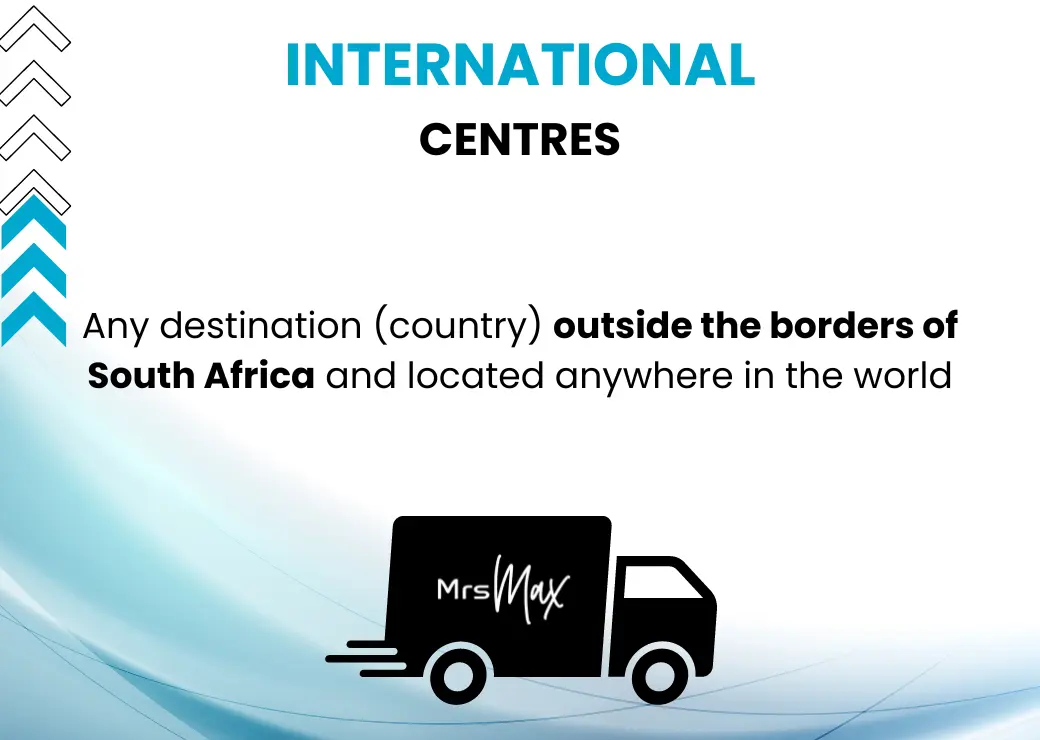 INTERNATIONAL
CENTRES
Any destination (country) outside the borders of
South Africa and located anywhere in the world
Mrs Max